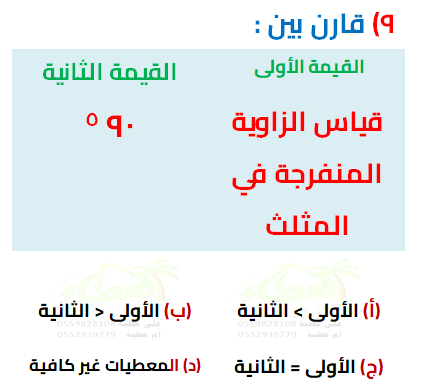 ٩) قارن بين :
القيمة الأولى
القيمة الثانية
قياس الزاوية
المنفرجة في
المثلث
٩٠ °
(أ) الأولى > الثانية
(ب) الأولى < الثانية
(ج) الأولى = الثانية
(د) المعطيات غير كافية